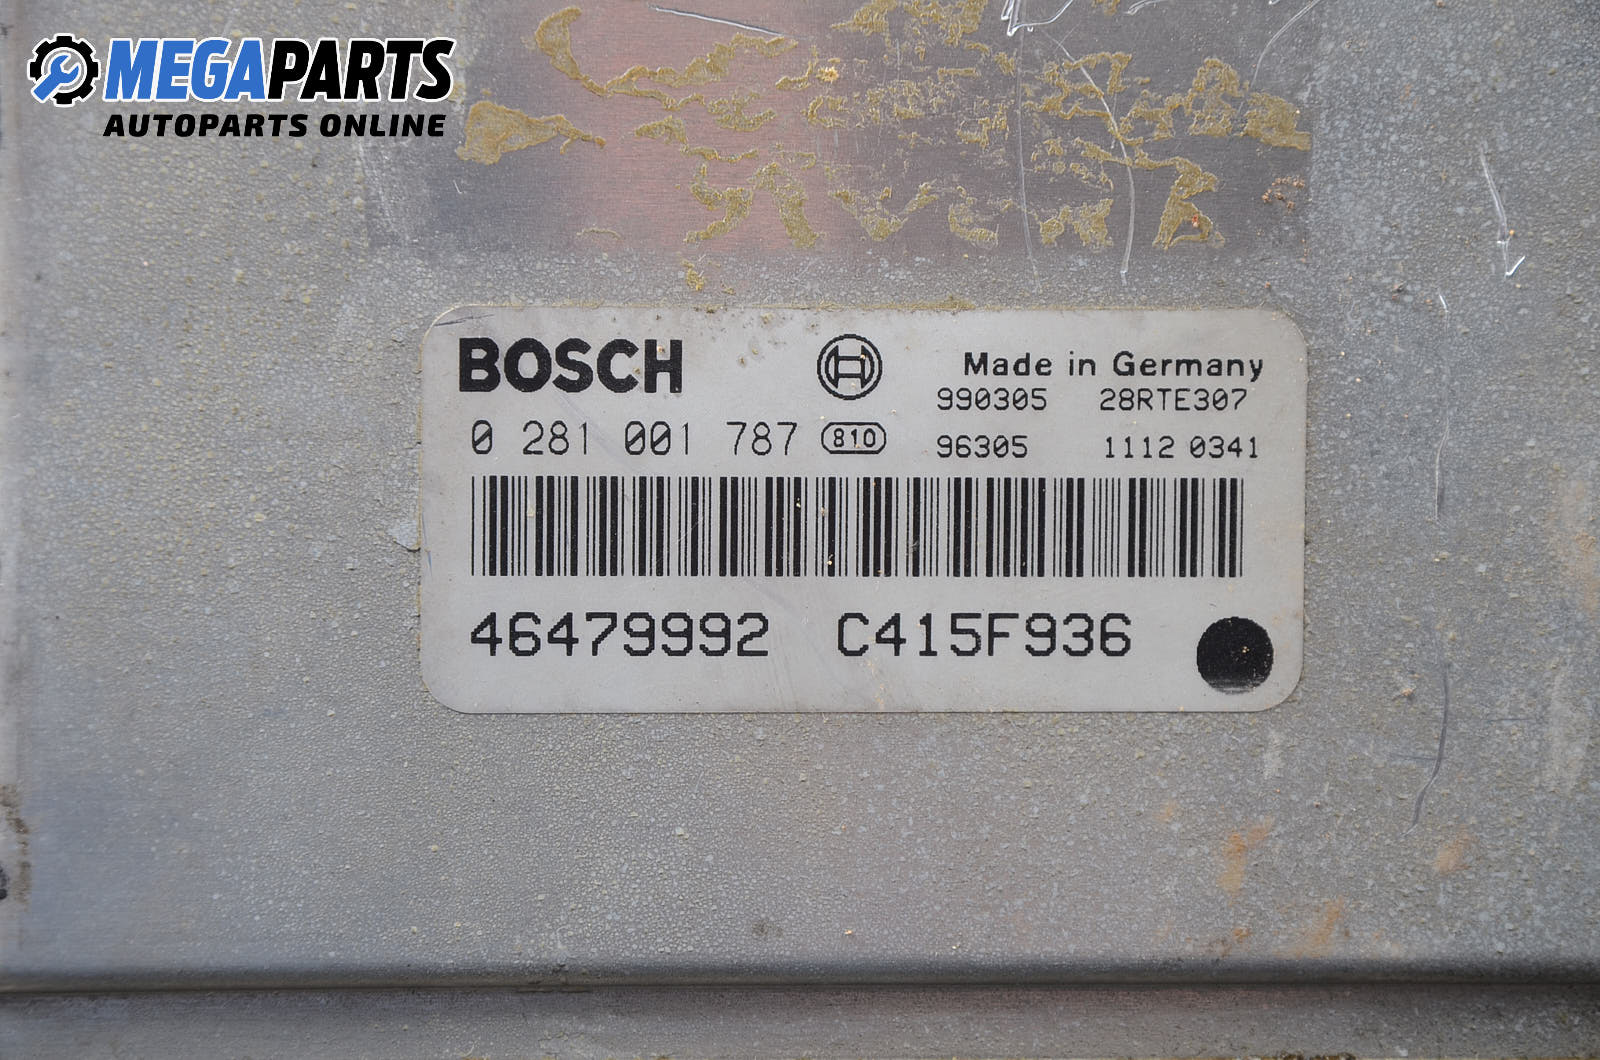 MEGAPARTS
AUTOPARTS ONLINE
BOSCH
Made in Germany
990305 28RTE307
0 281 001 787 810
96305 1112 0341
46479992 C415F936